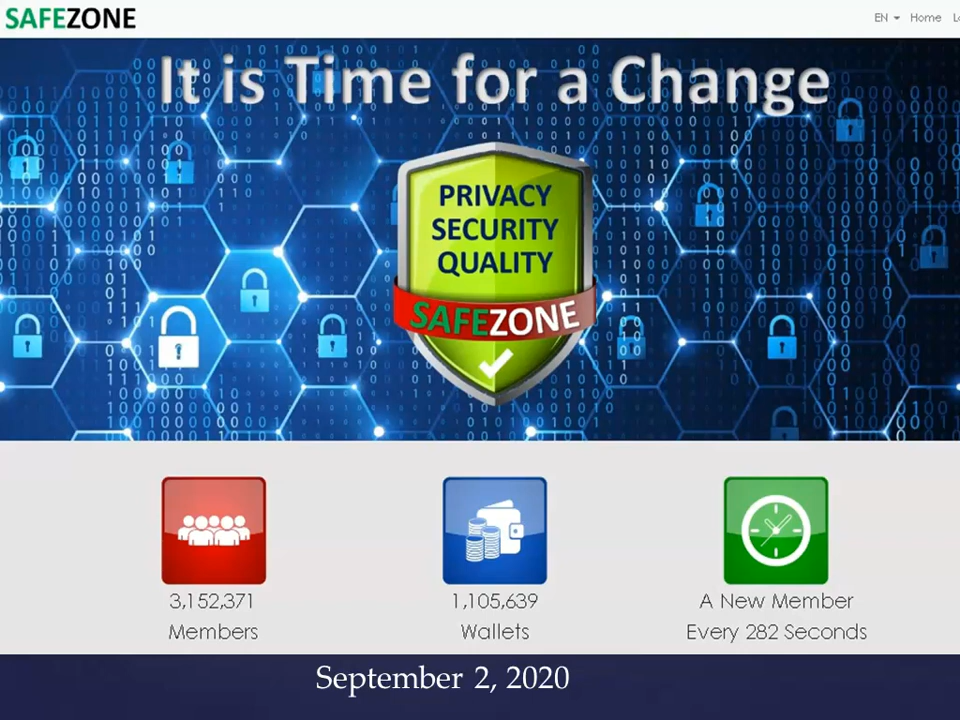 SAFEZONE
EN Home
It is Time for a Change
PRIVACY
SECURITY
QUALITY
SAFEZONE
3,152,371
Members
1,105,639
Wallets
A New Member
Every 282 Seconds
September 2, 2020